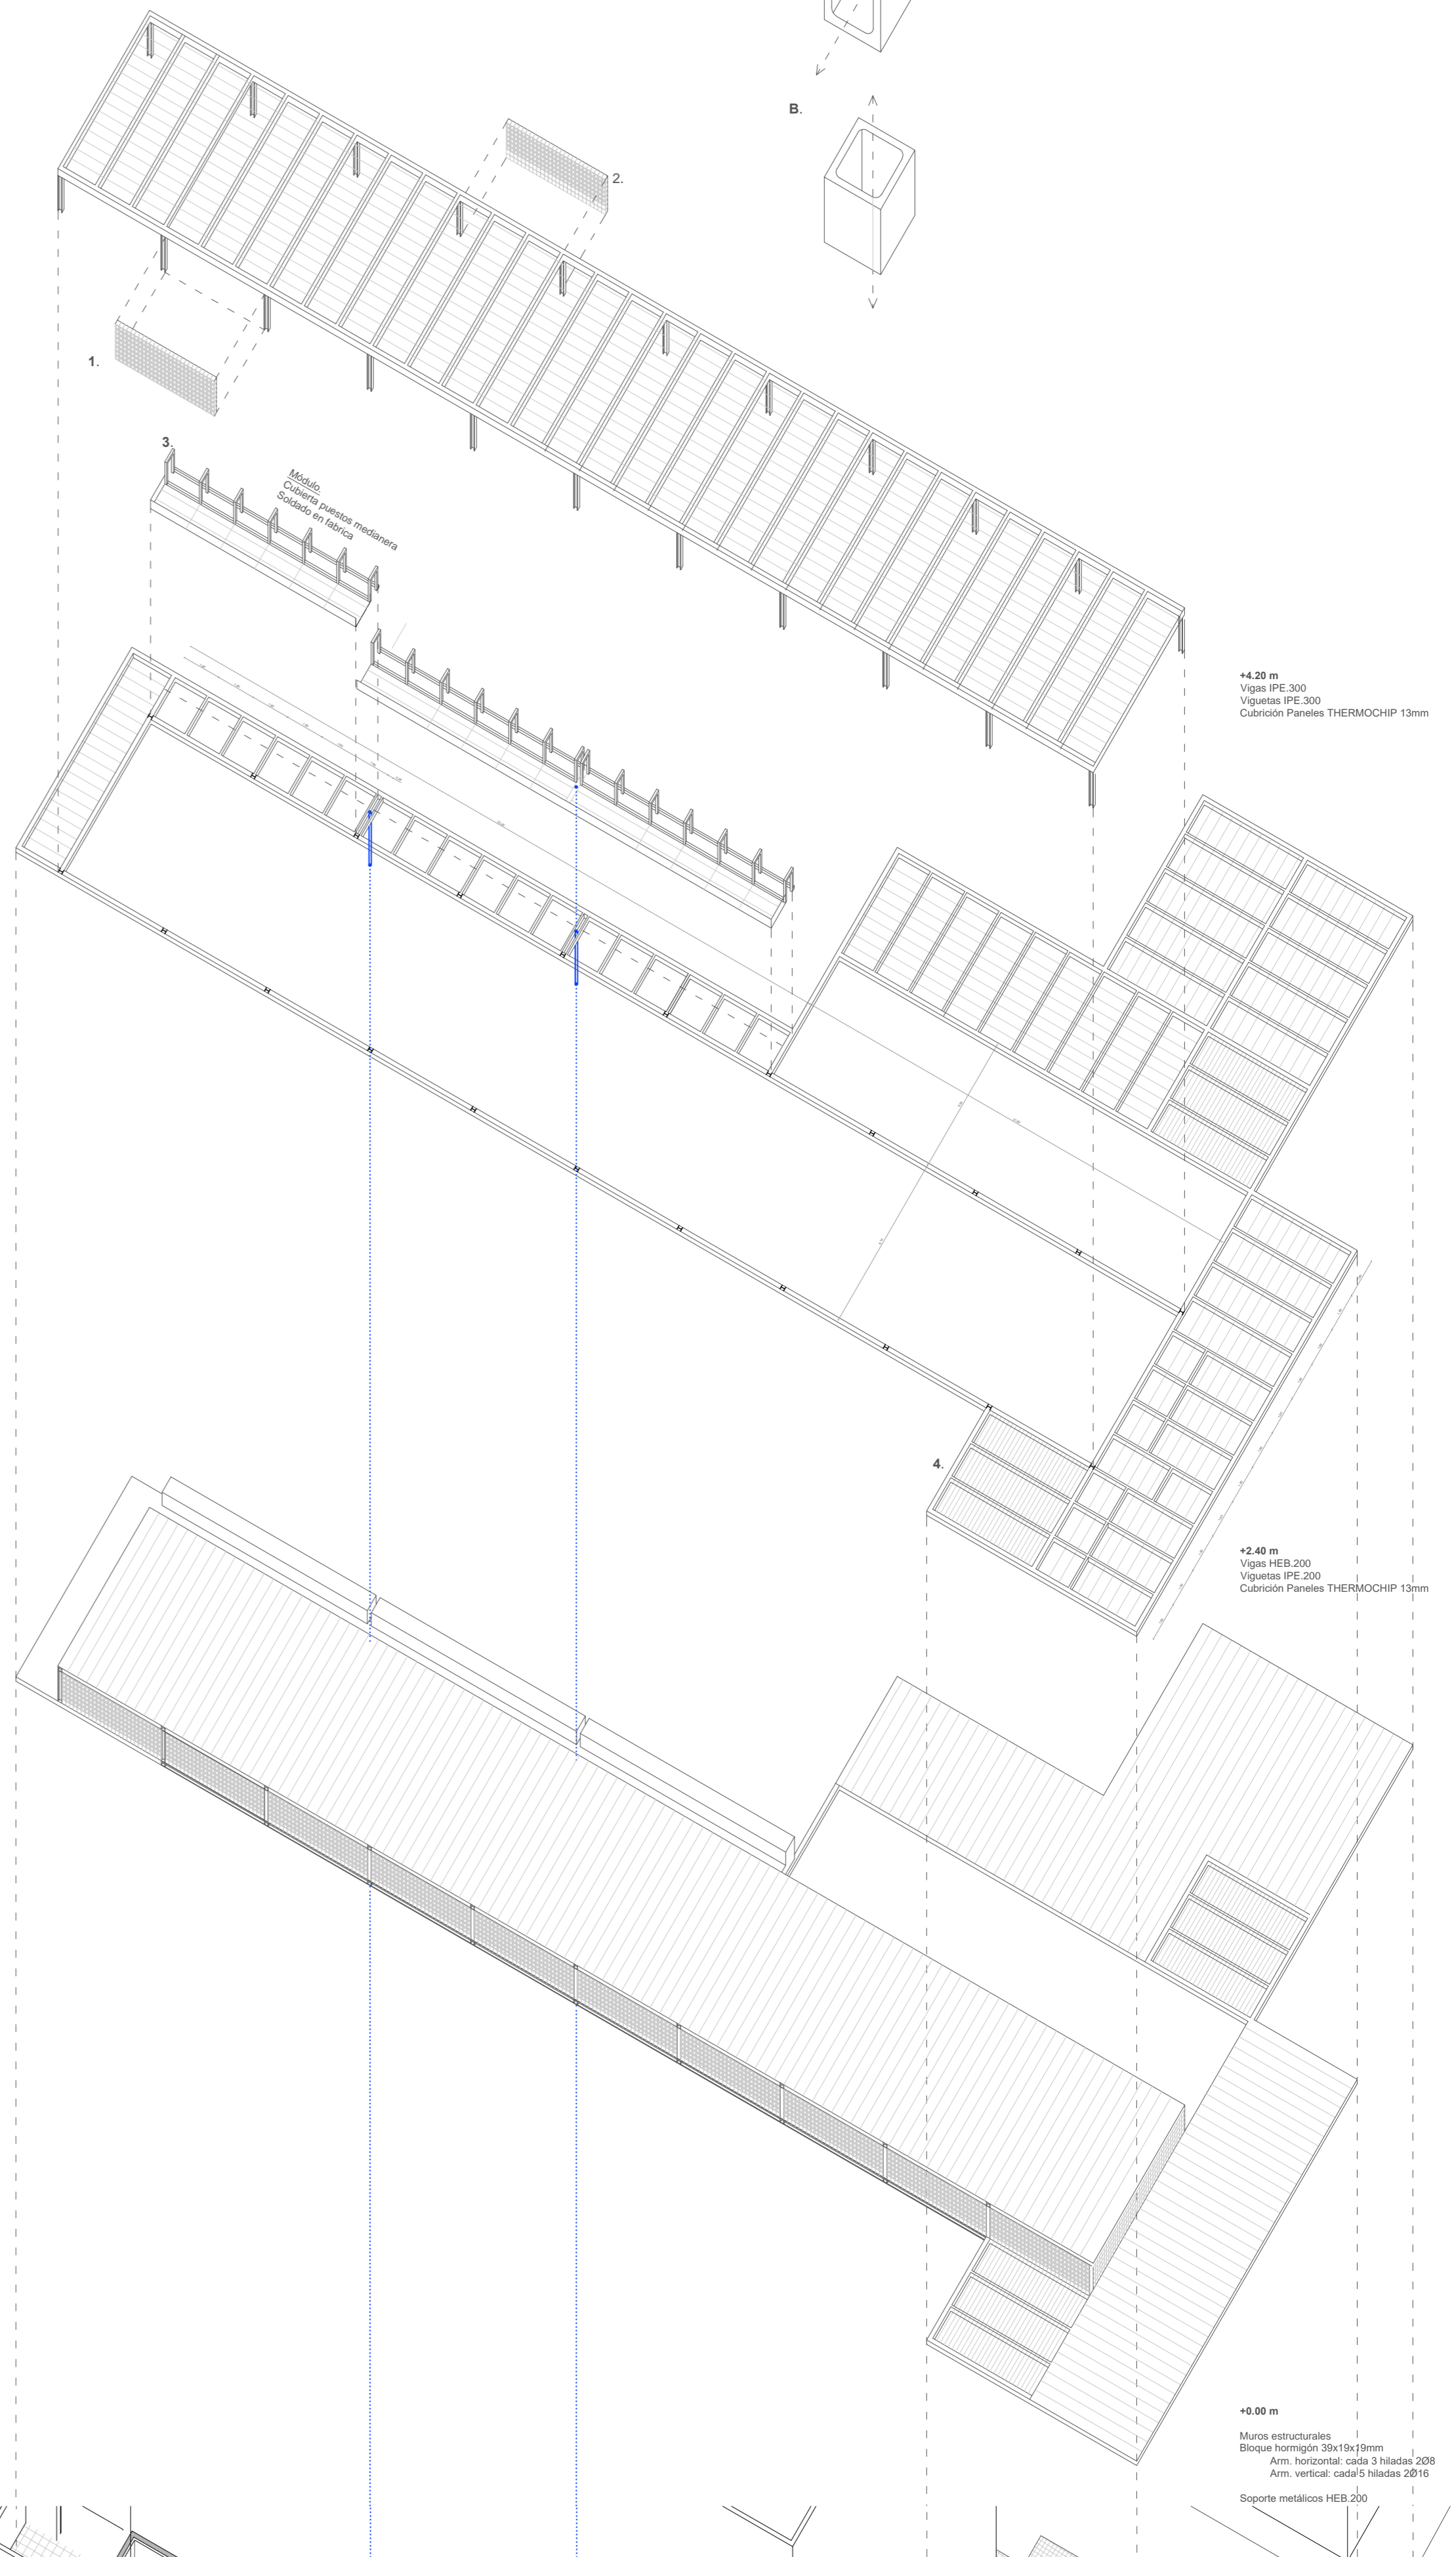 B.
2.
1.
3.
Módulo.
Cubierta puestos medianera
Soldado en fabrica
+4.20 m
Vigas IPE.300
Viguetas IPE.300
Cubrición Paneles THERMOCHIP 13mm
4.
+2.40 m
Vigas HEB.200
Viguetas IPE.200
Cubrición Paneles THERMOCHIP 13mm
+0.00 m
Muros estructurales
Bloque hormigón 39x19x19mm
Arm. horizontal: cada 3 hiladas 2Ø8
Arm. vertical: cada 5 hiladas 2Ø16
Soporte metálicos HEB.200